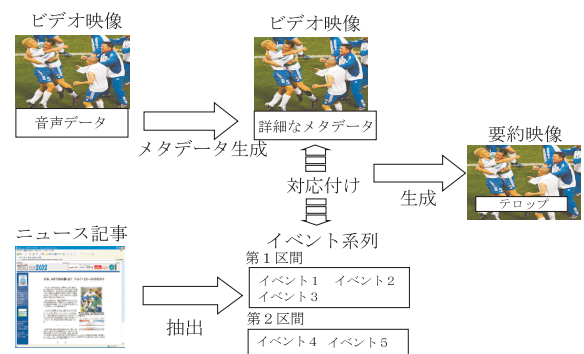 ビデオ映像
音声データ
メタデータ生成
ビデオ映像
詳細なメタデータ
対応付け
生成
要約映像
テロップ
ニュース記事
抽出
イベント系列
第1区間
イベント1 イベント2
イベント3
第2区間
イベント4 イベント5